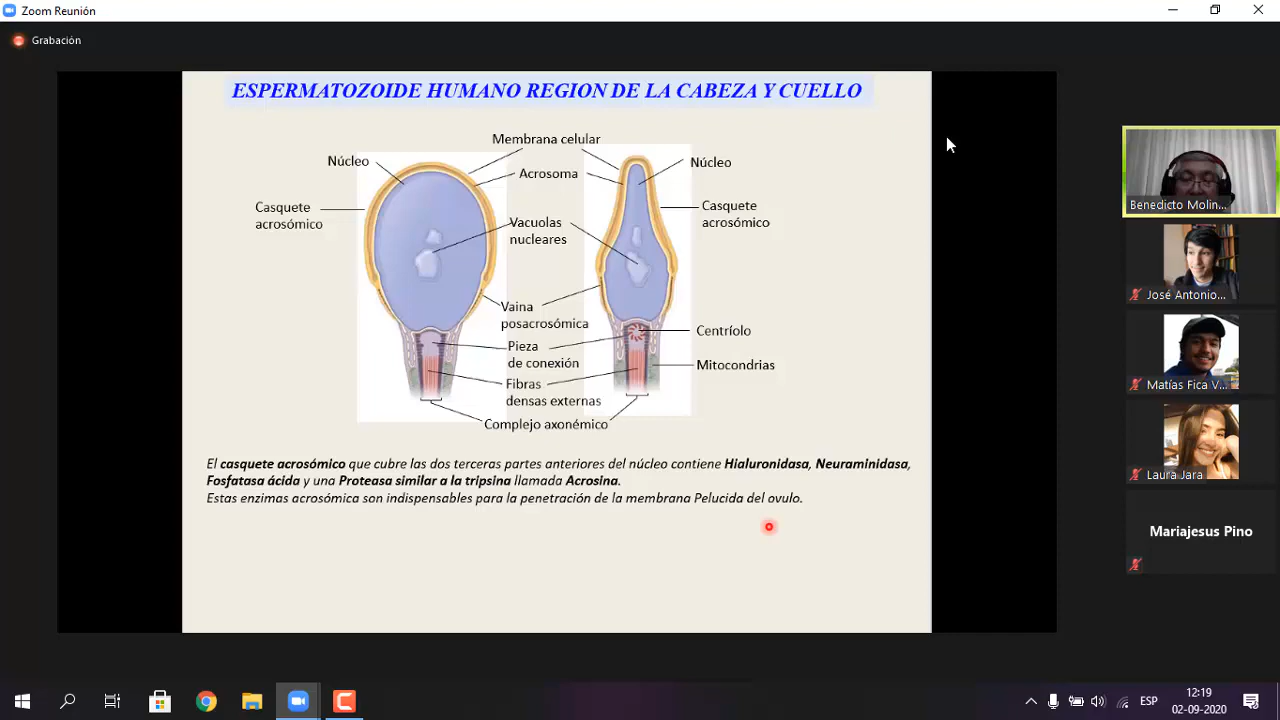 Zoom Reunión
Grabación
ESPERMATOZOIDE HUMANO REGION DE LA CABEZA Y CUELLO
Membrana celular
Núcleo
Núcleo
Acrosoma
Casquete
acrosómico
Casquete
acrosómico
Vacuolas
nucleares
Vaina
posacrosómica
Centríolo
Pieza
de conexión
Mitocondrias
Fibras
densas externas
Complejo axonémico
El casquete acrosómico que cubre las dos terceras partes anteriores del núcleo contiene Hialuronidasa, Neuraminidasa,
Fosfatasa ácida y una Proteasa similar a la tripsina llamada Acrosina.
Estas enzimas acrosómica son indispensables para la penetración de la membrana Pelucida del ovulo.
Benedicto Molin...
José Antonio...
Matías Fica V...
Laura Jara
Mariajesus Pino
ESP
12:19
02-09-2020